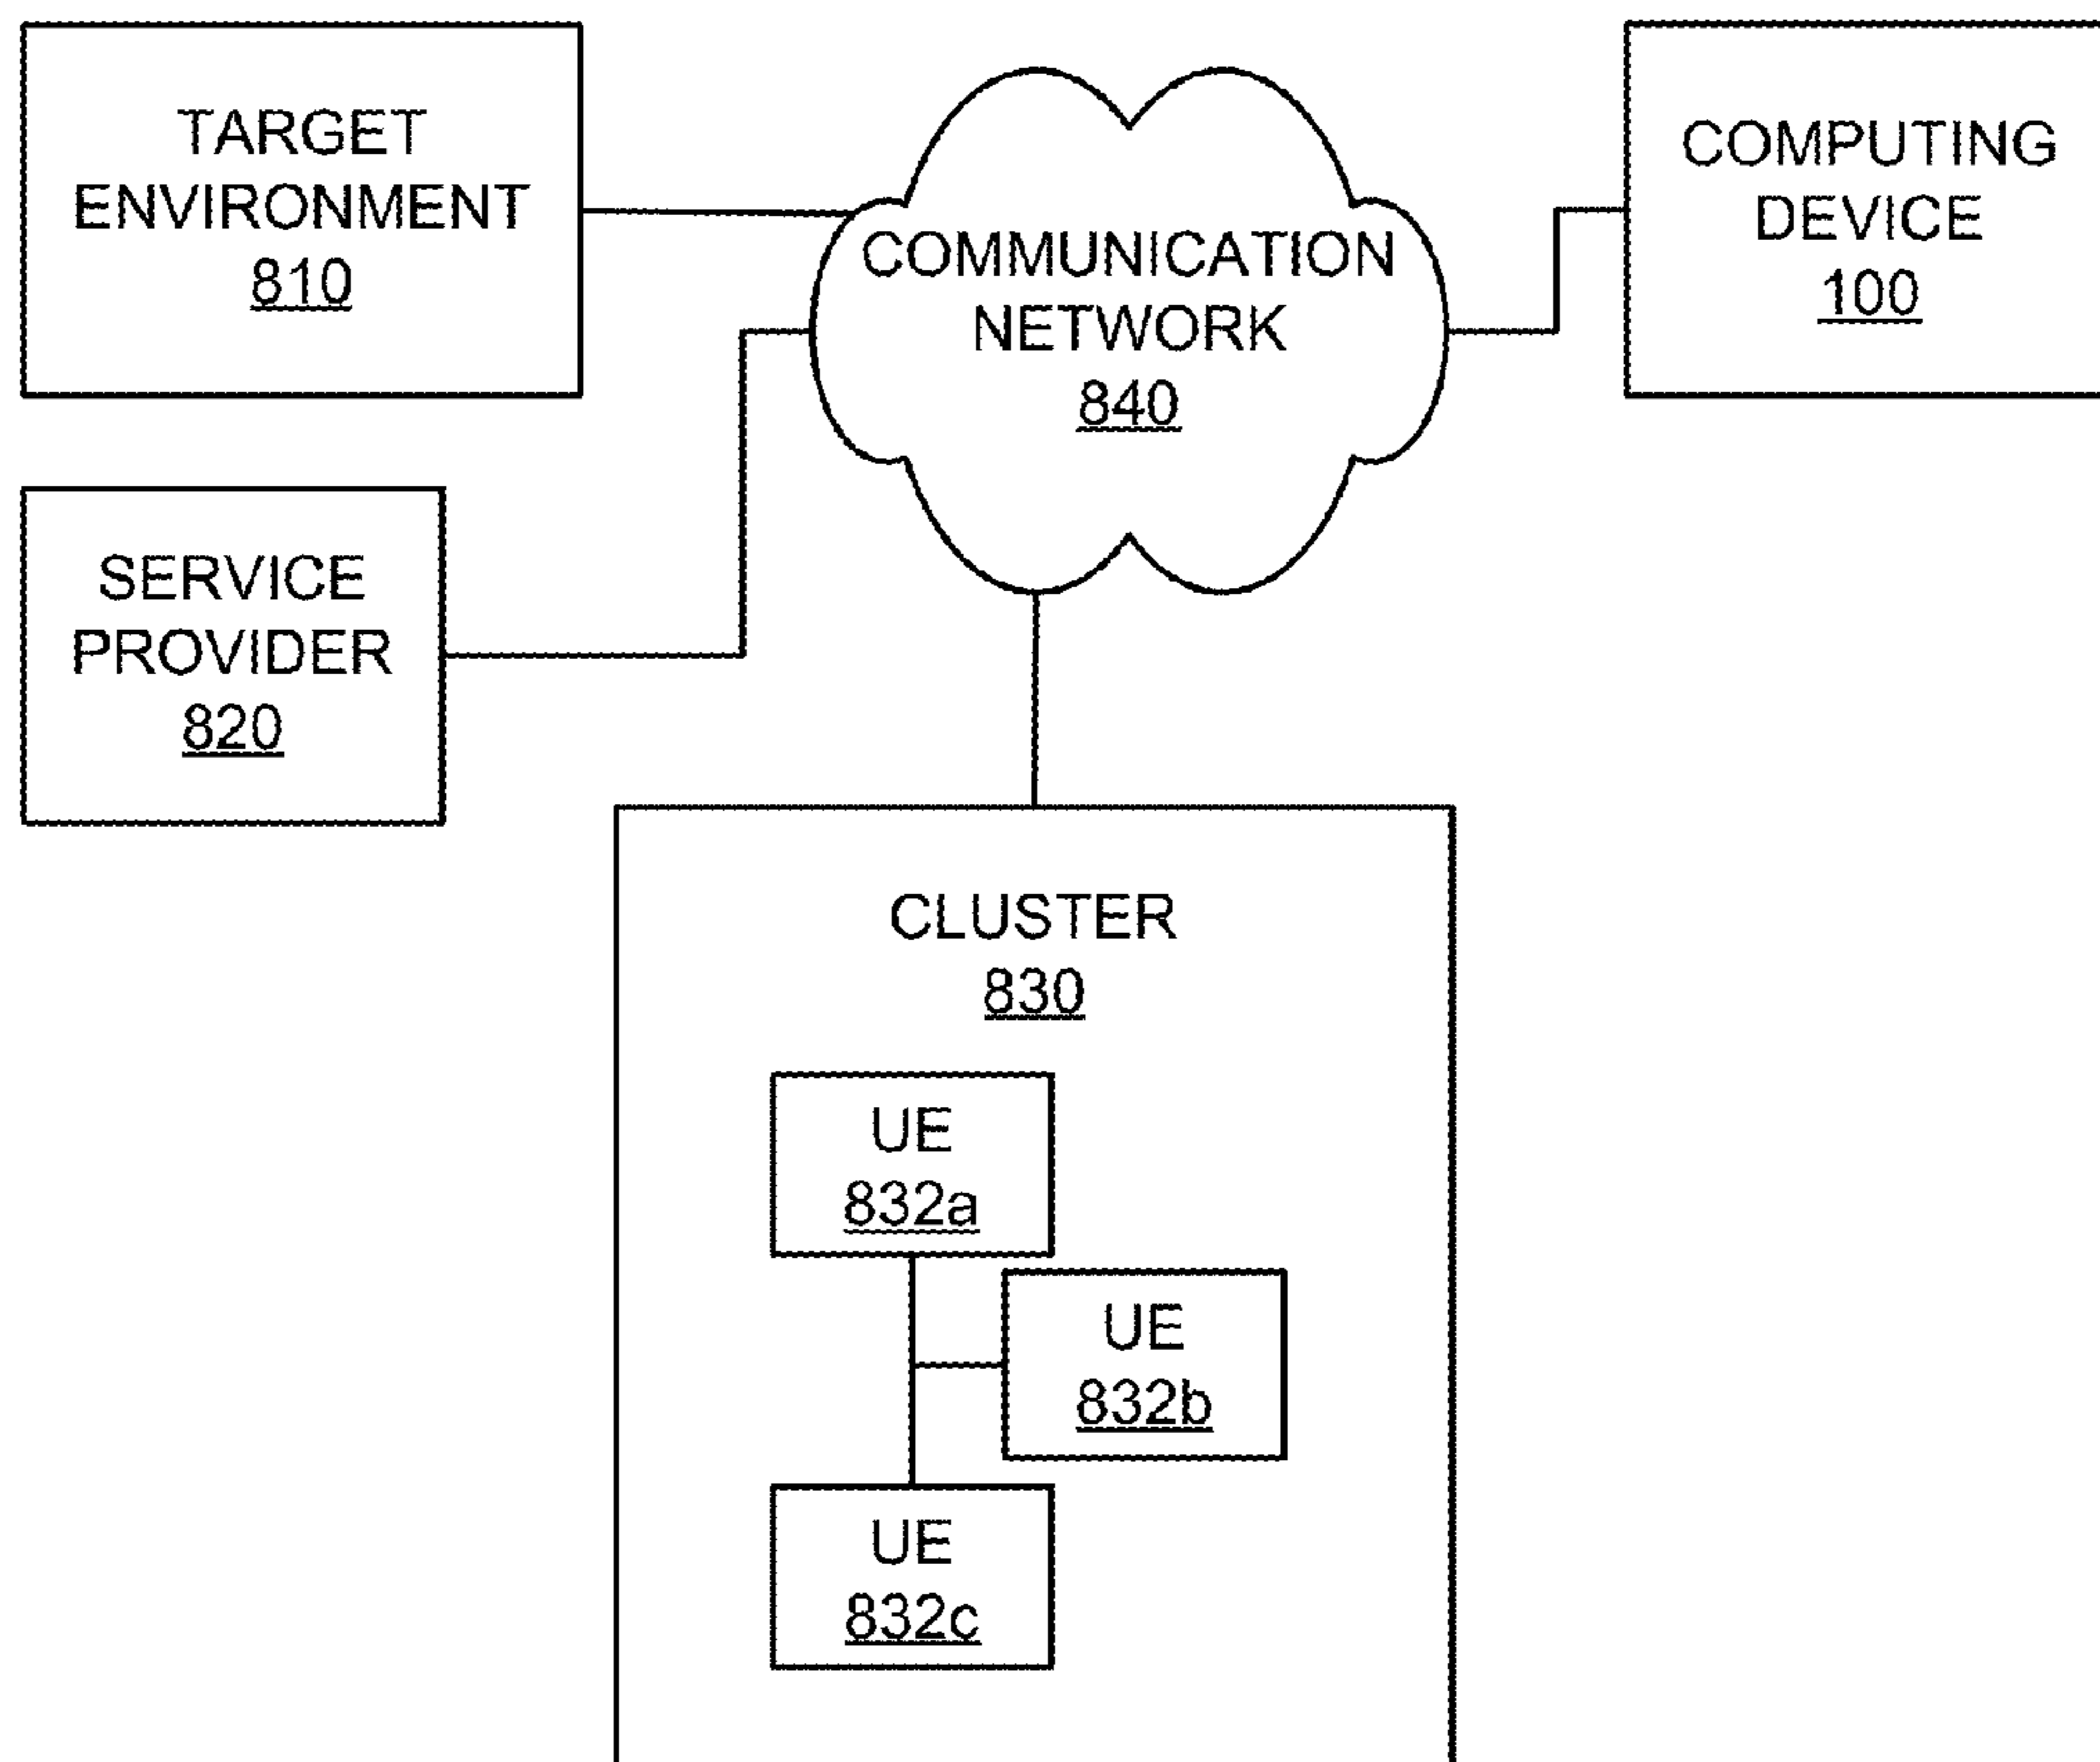 TARGET
ENVIRONMENT
810
COMMUNICATION
NETWORK
840
COMPUTING
DEVICE
100
SERVICE
PROVIDER
820
CLUSTER
830
UE
832a
UE
832b
UE
832c